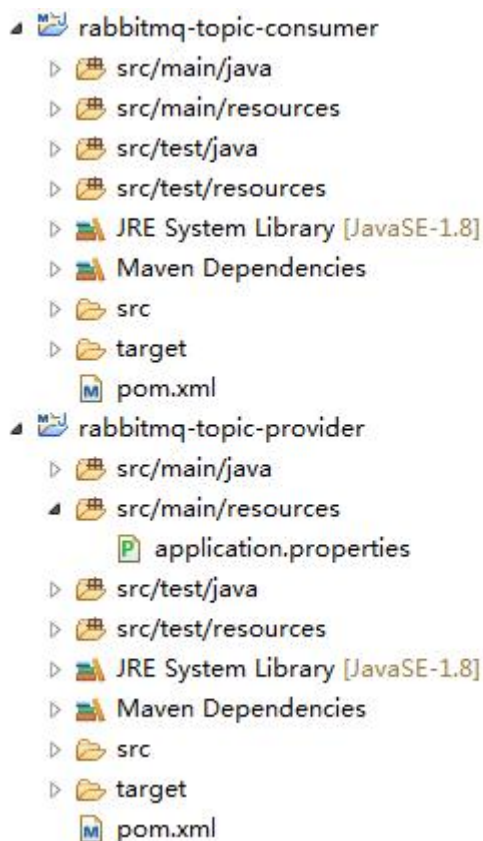 rabbitmq-topic-consumer
src/main/java
src/main/resources
src/test/java
src/test/resources
JRE System Library [JavaSE-1.8]
Maven Dependencies
src
target
pom.xml
rabbitmq-topic-provider
src/main/java
src/main/resources
application.properties
src/test/java
src/test/resources
JRE System Library [JavaSE-1.8]
Maven Dependencies
src
target
pom.xml